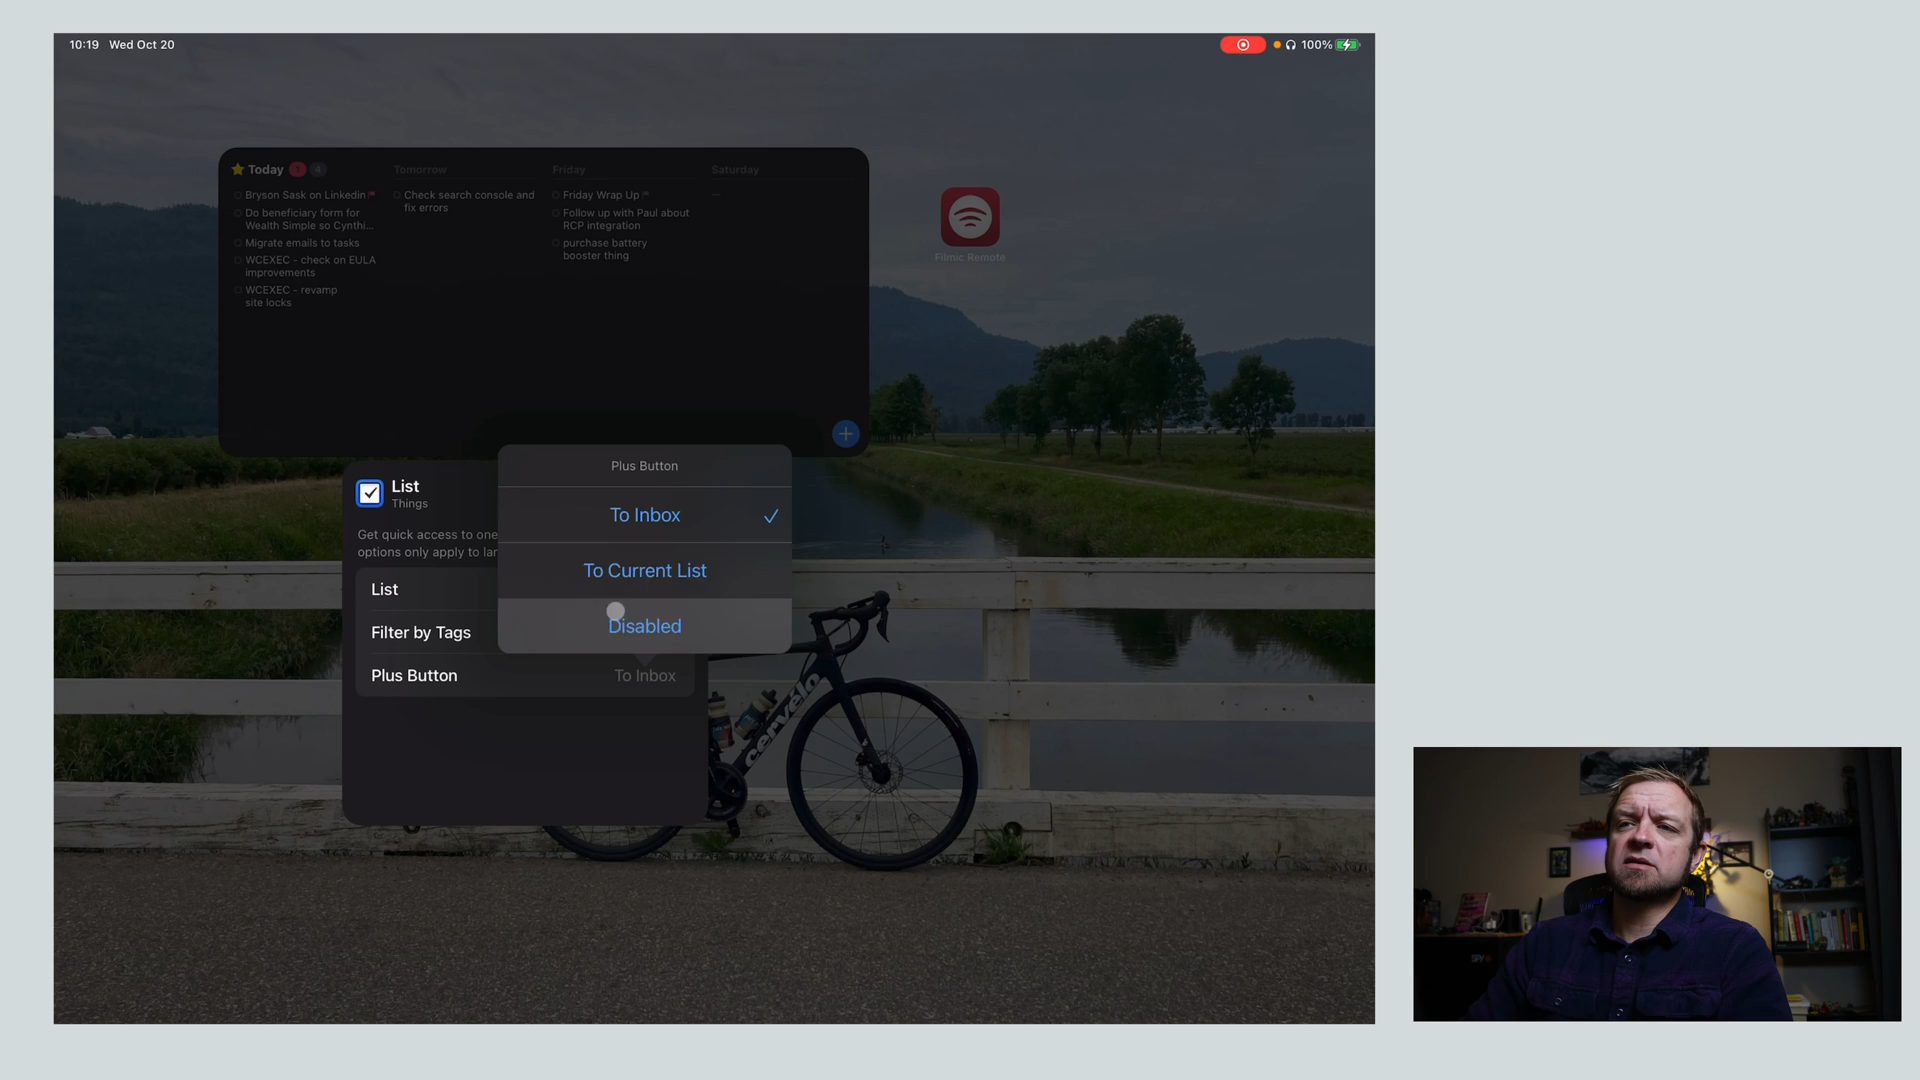 10:19 Wed Oct 20
100%
Today 1 4
Bryson Sask on Linkedin
Do beneficiary form for
Wealth Simple so Cynthi...
Migrate emails to tasks
WCEXEC - check on EULA
improvements
WCEXEC - revamp
site locks
Tomorrow
Check search console and
fix errors
Friday
Friday Wrap Up
Follow up with Paul about
RCP integration
purchase battery
booster thing
Saturday
Filmic Remote
List
Things
Get quick access to one
options only apply to lar
List
Filter by Tags
Plus Button
To Inbox
Plus Button
To Inbox
To Current List
Disabled
cervélo